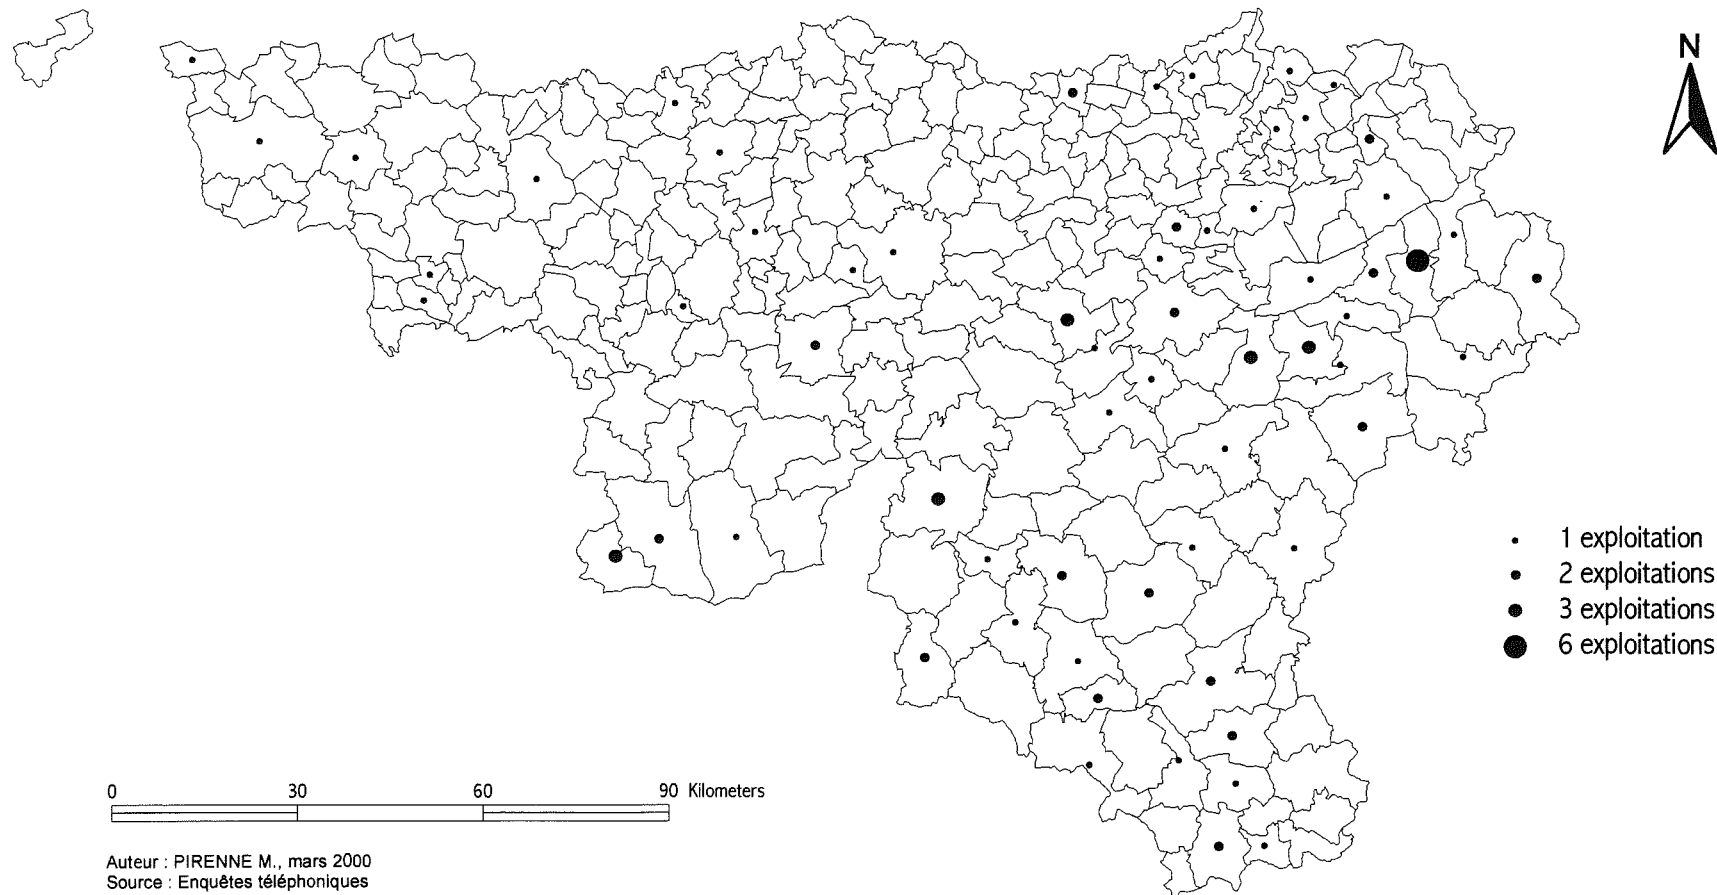 N
1 exploitation
2 exploitations
3 exploitations
6 exploitations
0 30 60 90 Kilometers
Auteur : PIRENNE M., mars 2000
Source : Enquêtes téléphoniques